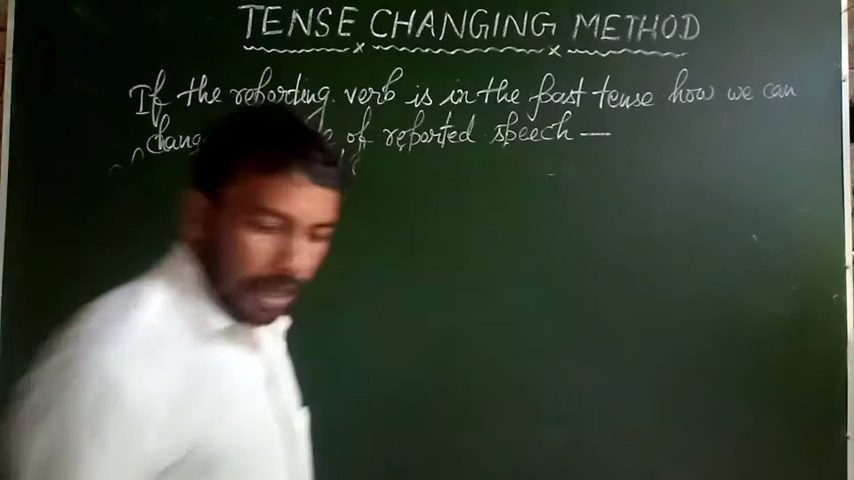 TENSE CHANGING METHOD
If the reporting verb is in the past tense how we can
of reported speech —